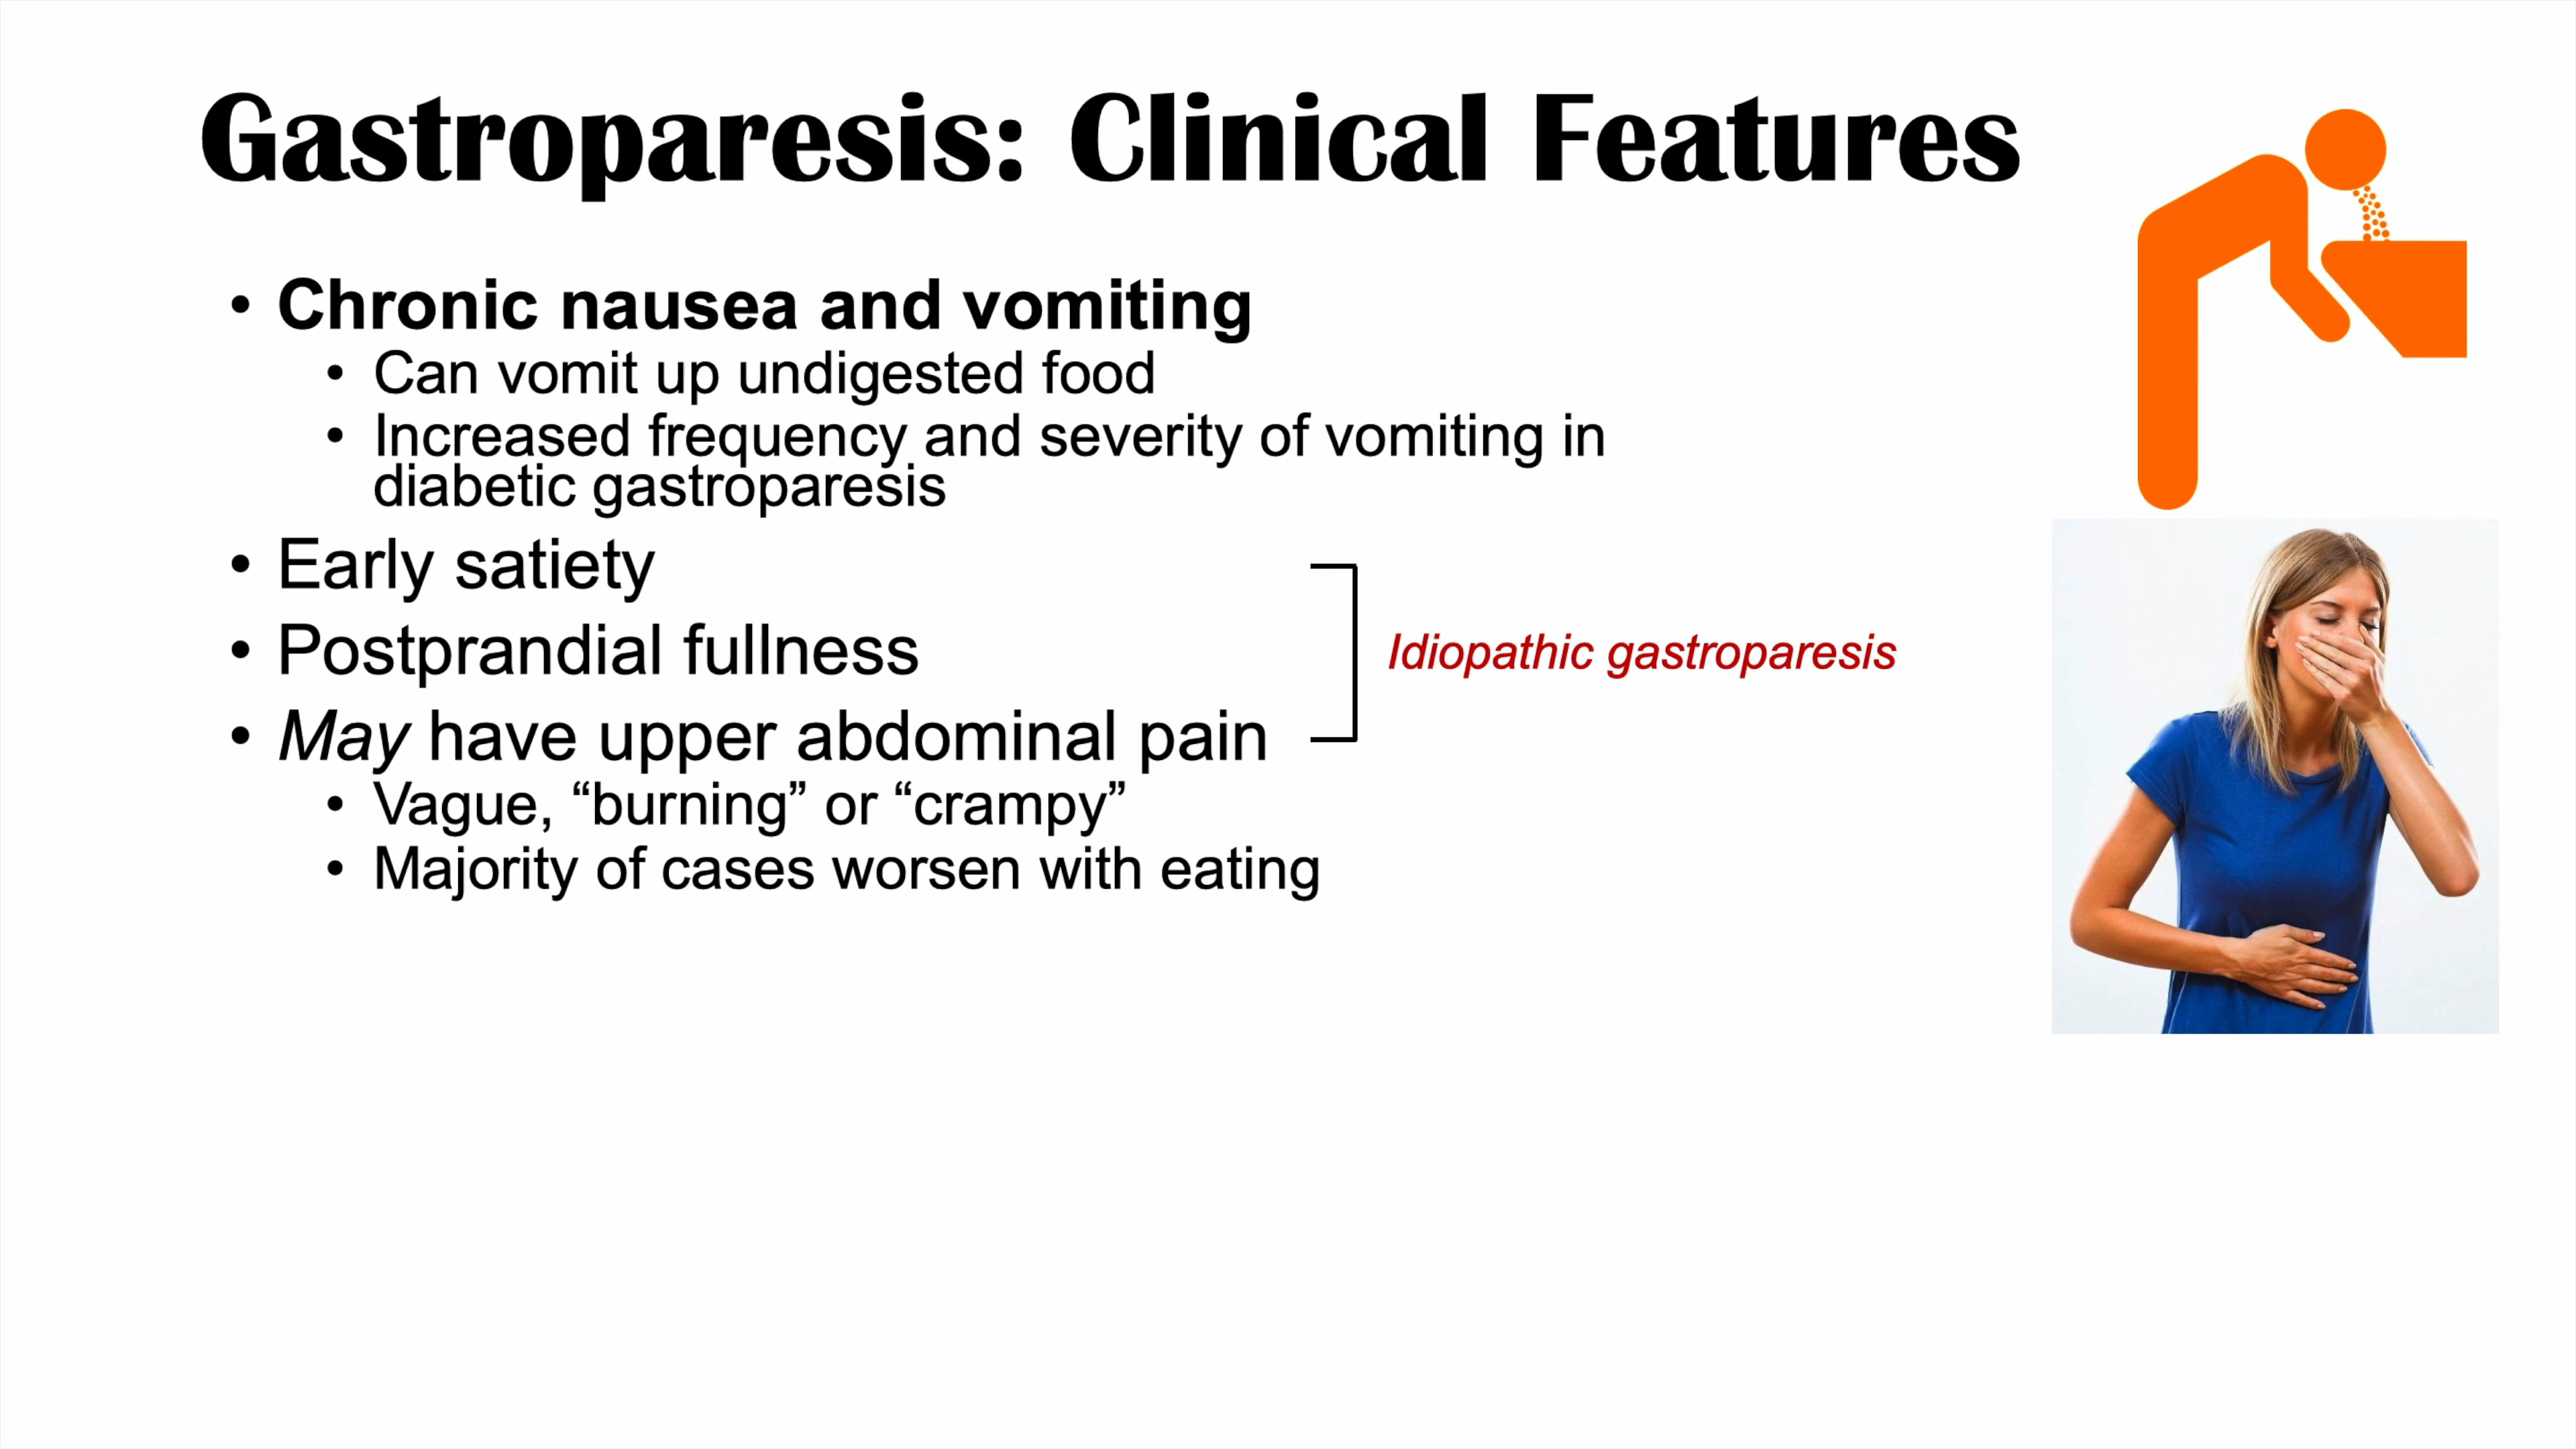 Gastroparesis: Clinical Features
• Chronic nausea and vomiting
• Can vomit up undigested food
• Increased frequency and severity of vomiting in
diabetic gastroparesis
• Early satiety
• Postprandial fullness
Idiopathic gastroparesis
• May have upper abdominal pain
• Vague, “burning” or “crampy”
• Majority of cases worsen with eating